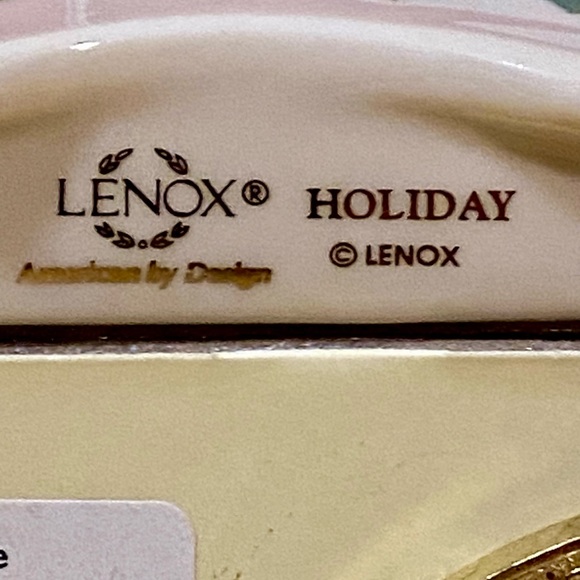 LENOX® HOLIDAY
© LENOX
American by Design
e